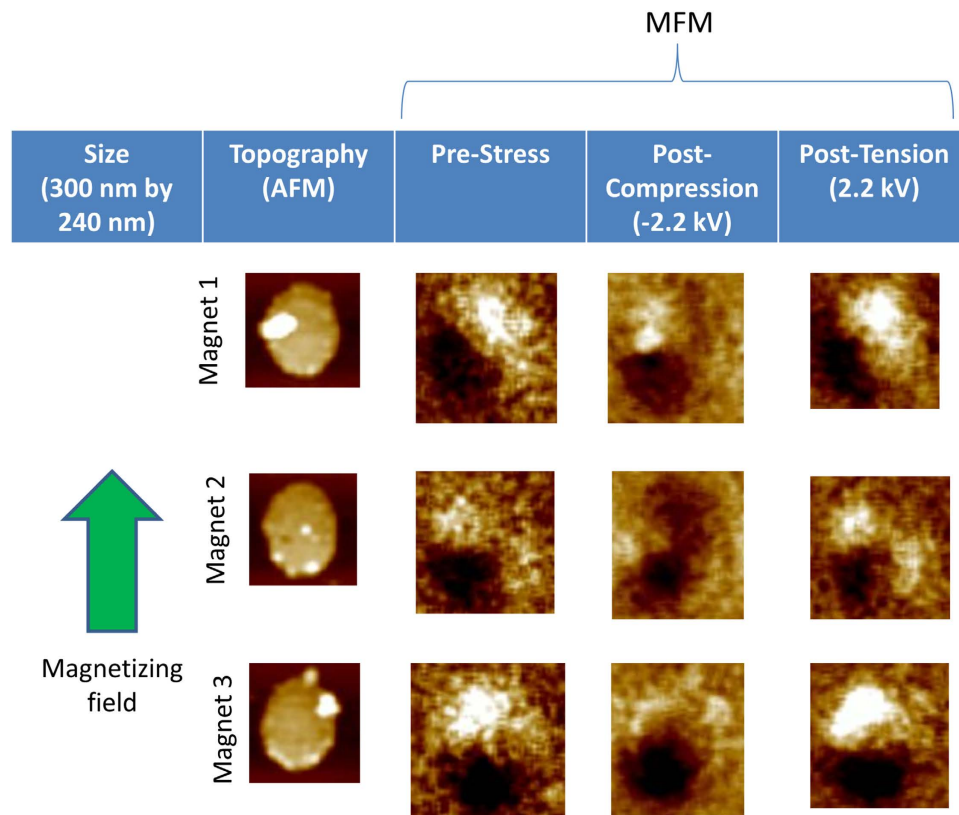 MFM
Size
(300 nm by
240 nm)
Topography
(AFM)
Pre-Stress
Post-
Compression
(-2.2 kV)
Post-Tension
(2.2 kV)
Magnet 1
Magnet 2
Magnet 3
Magnetizing
field